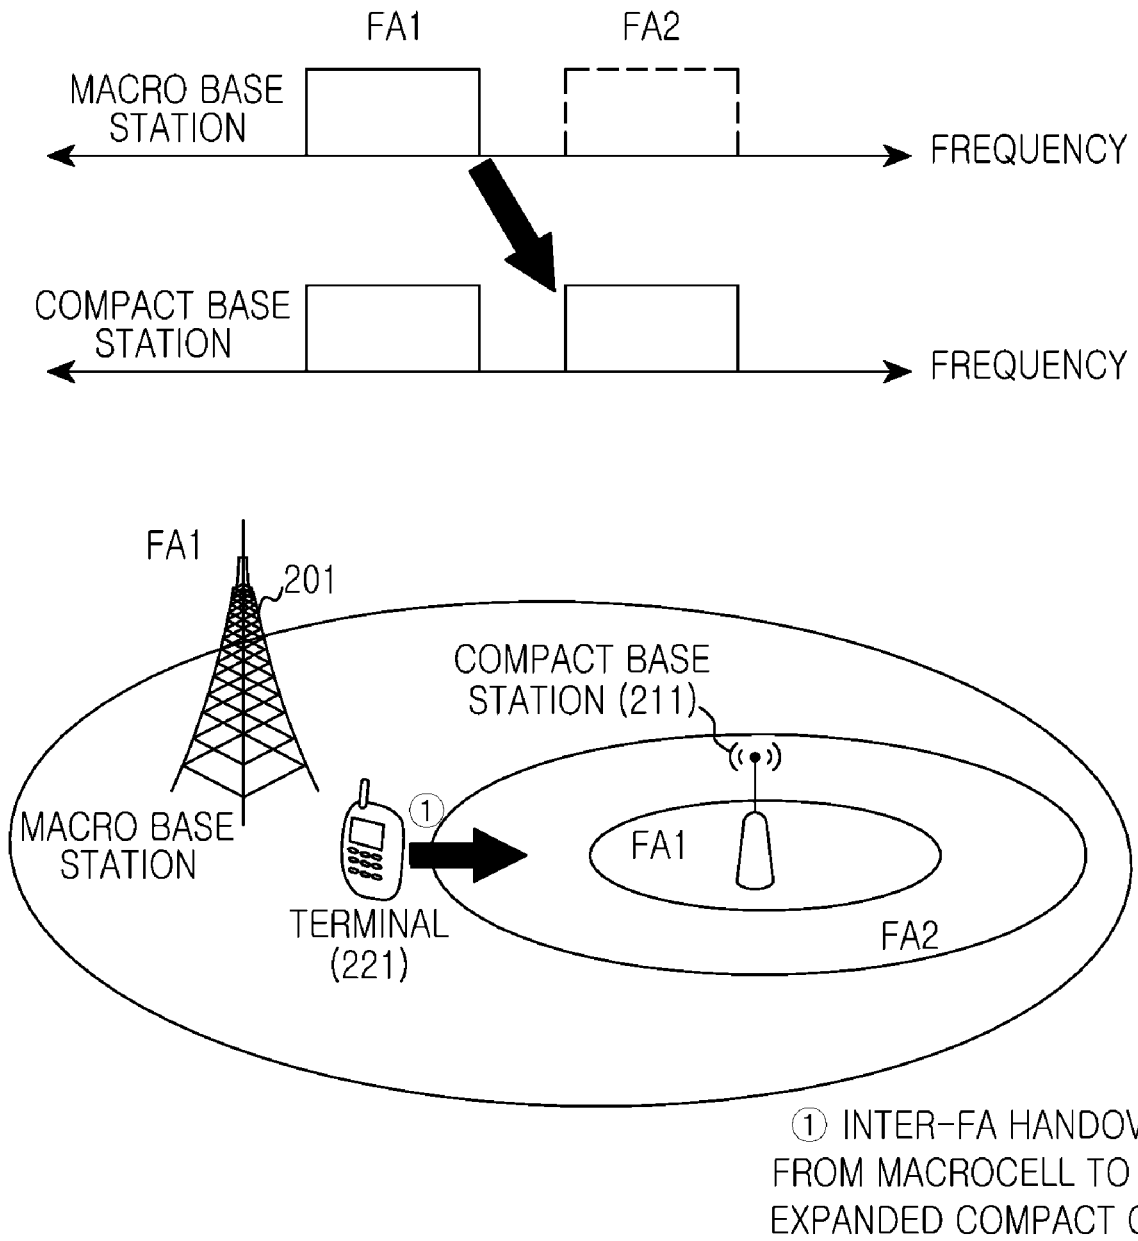 FA1 FA2
MACRO BASE
STATION
FREQUENCY
COMPACT BASE
STATION
FREQUENCY
FA1
201
COMPACT BASE
STATION (211)
①
MACRO BASE
STATION
FA1
TERMINAL
(221)
FA2
① INTER-FA
FROM MACROCELL TO
EXPANDED COMPACT